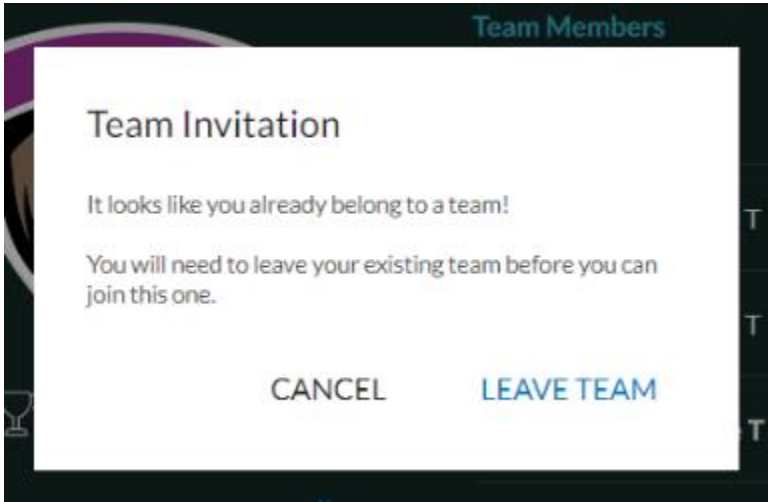 Team Members
Team Invitation
It looks like you already belong to a team!
You will need to leave your existing team before you can
join this one.
T
T
CANCEL
LEAVE TEAM
T